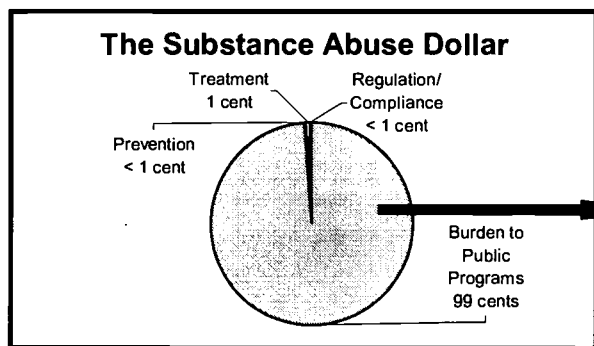 The Substance Abuse Dollar
Treatment
1 cent
Regulation/
Compliance
< 1 cent
Prevention
< 1 cent
Burden to
Public
Programs
99 cents